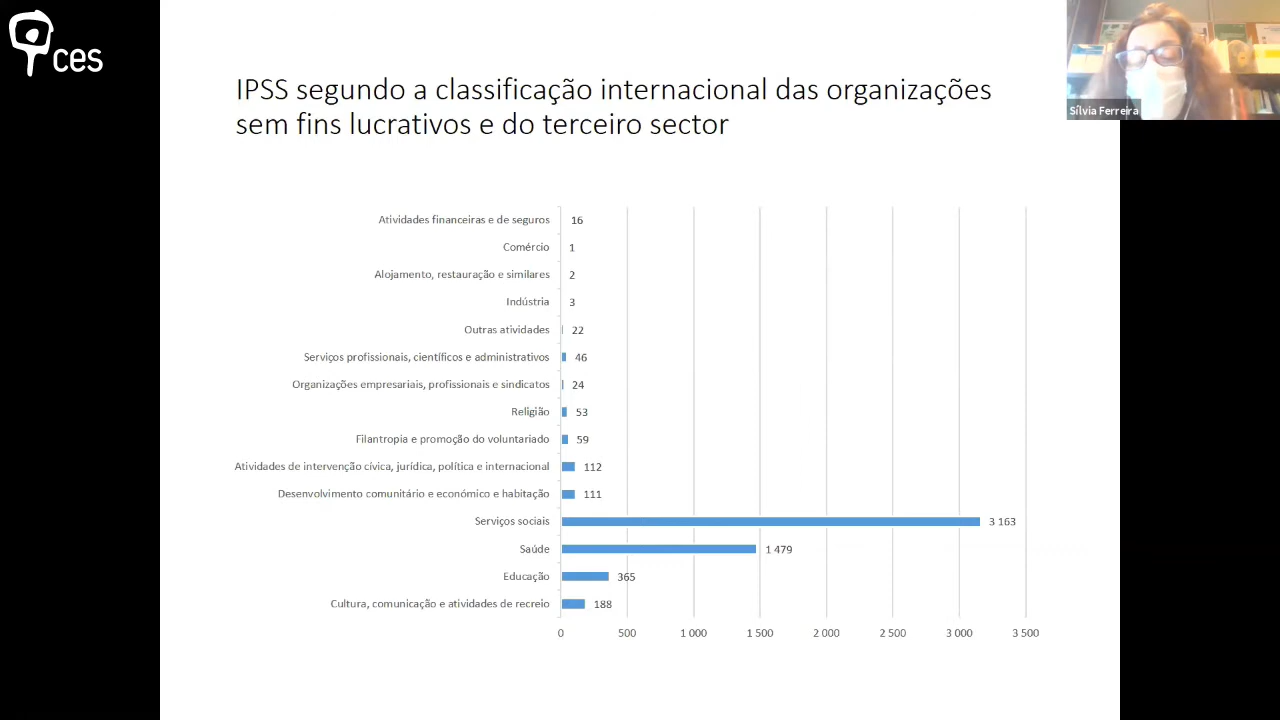 ces
Sílvia Ferreira
IPSS segundo a classificação internacional das organizações
sem fins lucrativos e do terceiro sector
Atividades financeiras e de seguros 16
Comércio 1
Alojamento, restauração e similares 2
Indústria 3
Outras atividades 22
Serviços profissionais, científicos e administrativos 46
Organizações empresariais, profissionais e sindicatos 24
Religião 53
Filantropia e promoção do voluntariado 59
Atividades de intervenção cívica, jurídica, política e internacional 112
Desenvolvimento comunitário e económico e habitação 111
Serviços sociais 3 163
Saúde 1 479
Educação 365
Cultura, comunicação e atividades de recreio 188
0 500 1 000 1 500 2 000 2 500 3 000 3 500